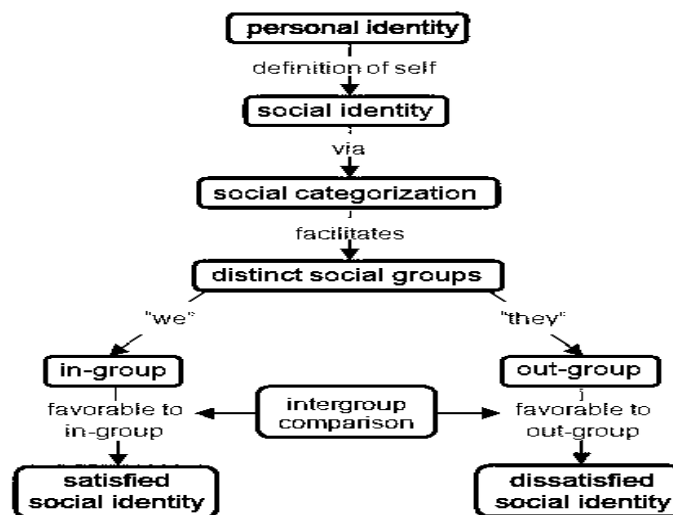 personal identity
definition of self
social identity
via
social categorization
facilitates
distinct social groups
"we"
"they"
in-group
out-group
favorable to
in-group
intergroup
comparison
favorable to
out-group
satisfied
social identity
dissatisfied
social identity